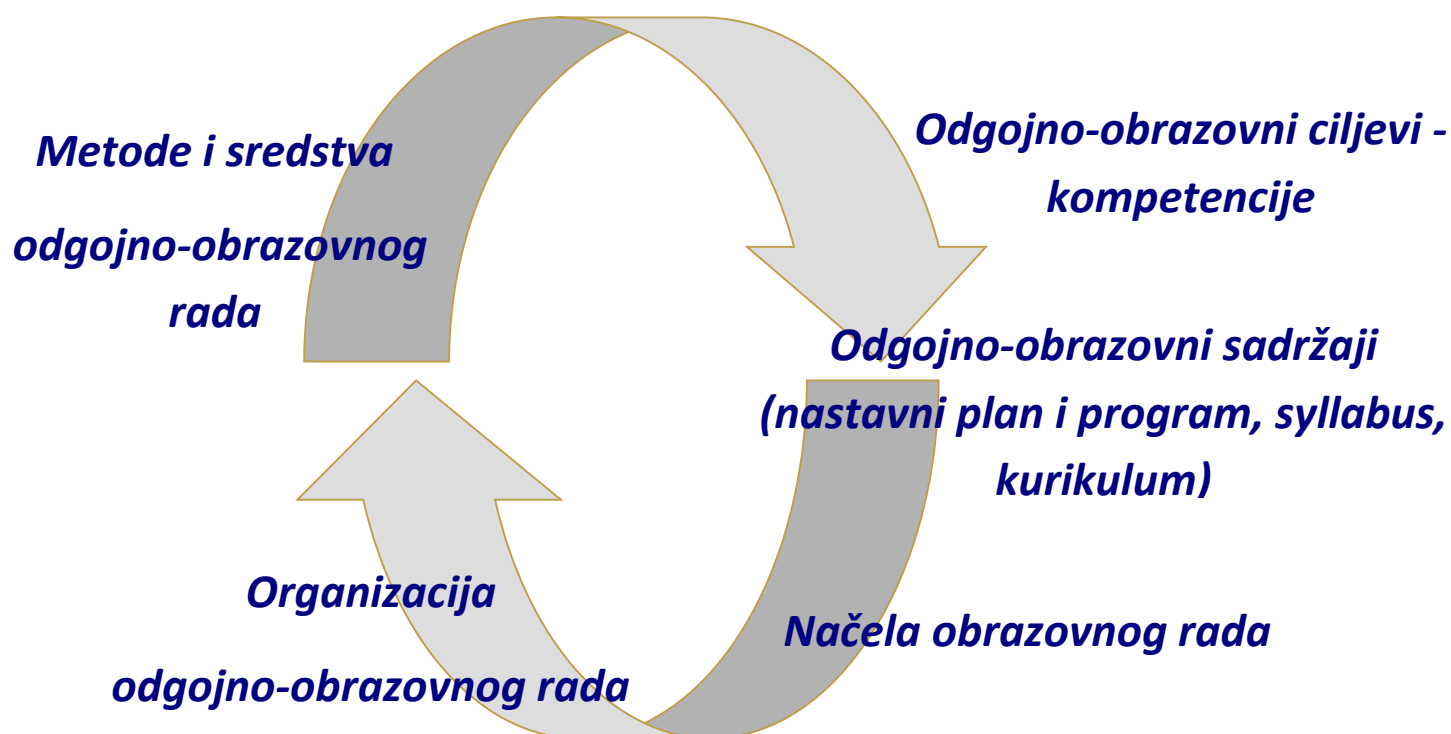 Metode i sredstva
odgojno-obrazovnog
rada
Odgojno-obrazovni ciljevi -
kompetencije
Odgojno-obrazovni sadržaji
(nastavni plan i program, syllabus,
kurikulum)
Načela obrazovnog rada
Organizacija
odgojno-obrazovnog rada